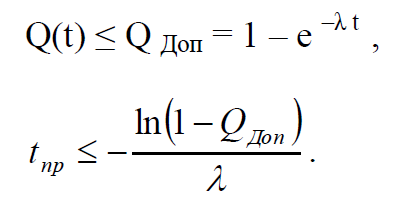 Q(t) ≤ Q Доп = 1 – e –λ t ,
t пр ≤ – ln(1 – Q Доп) / λ .